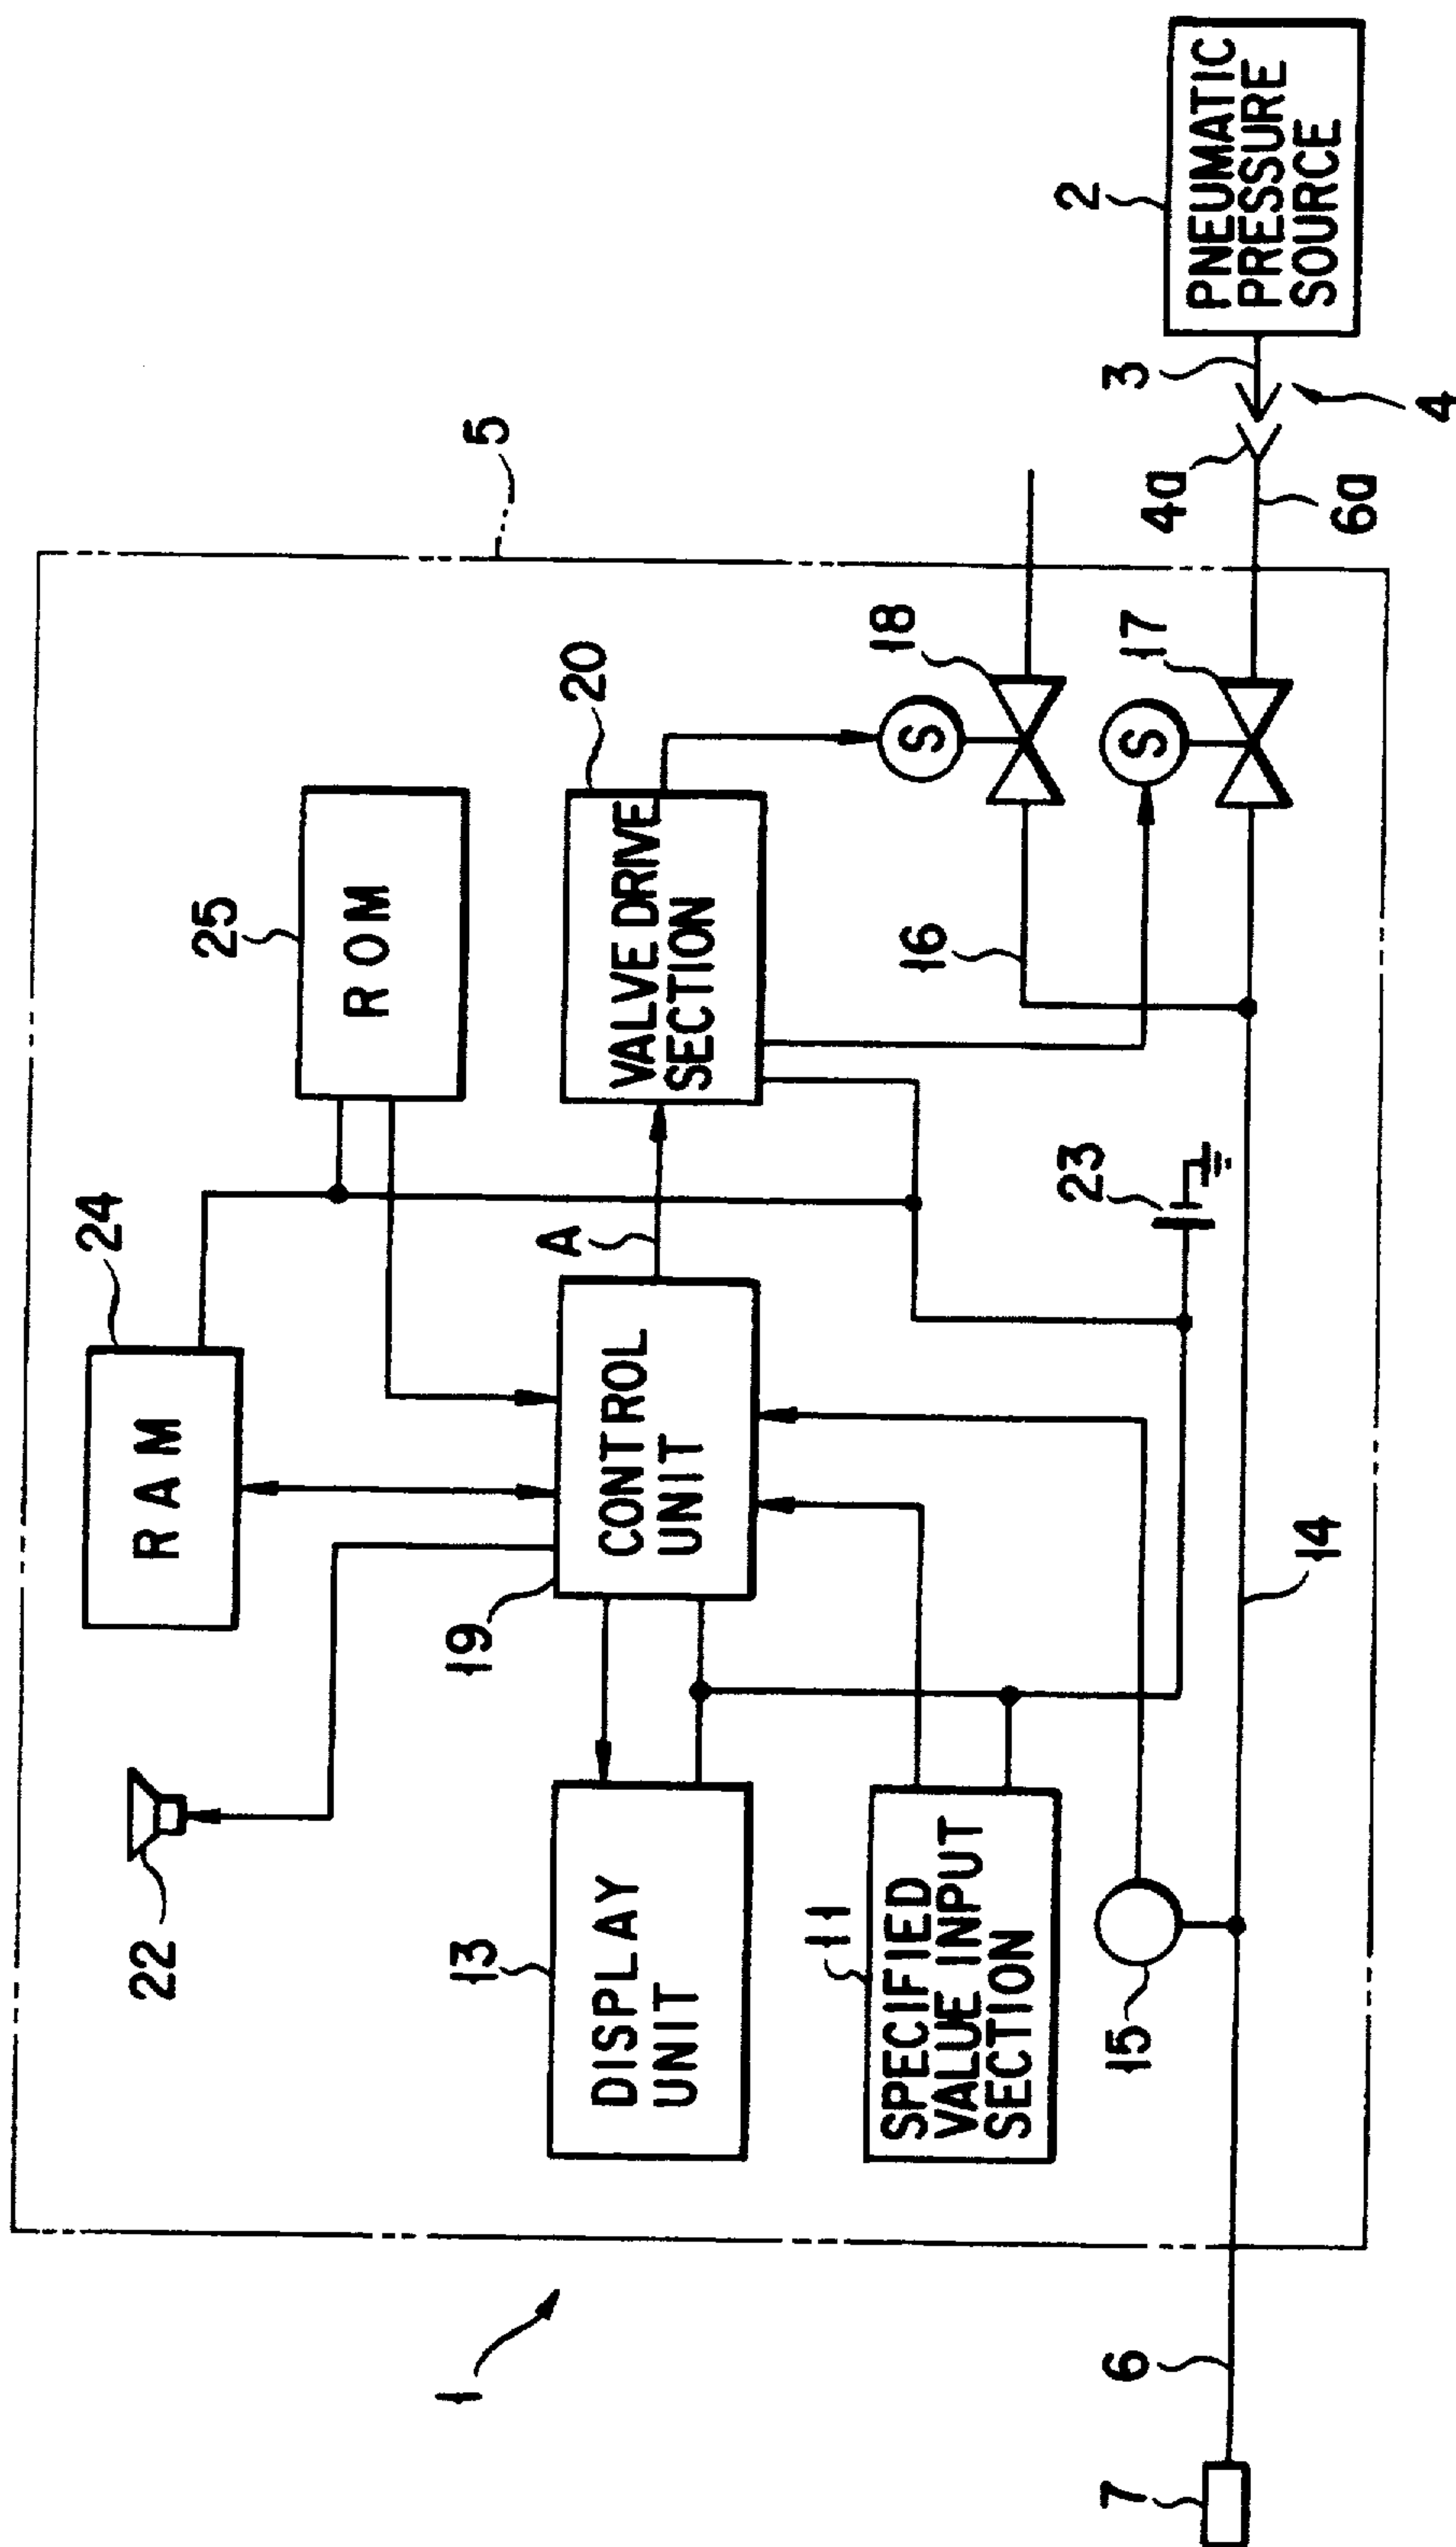 1
5
22
24
RAM
25
ROM
13
DISPLAY
UNIT
19
CONTROL
UNIT
A
20
VALVE DRIVE
SECTION
11
SPECIFIED
VALUE INPUT
SECTION
15
23
16
18
S
17
S
14
7
6
6a
4a
4
3
2
PNEUMATIC
PRESSURE
SOURCE